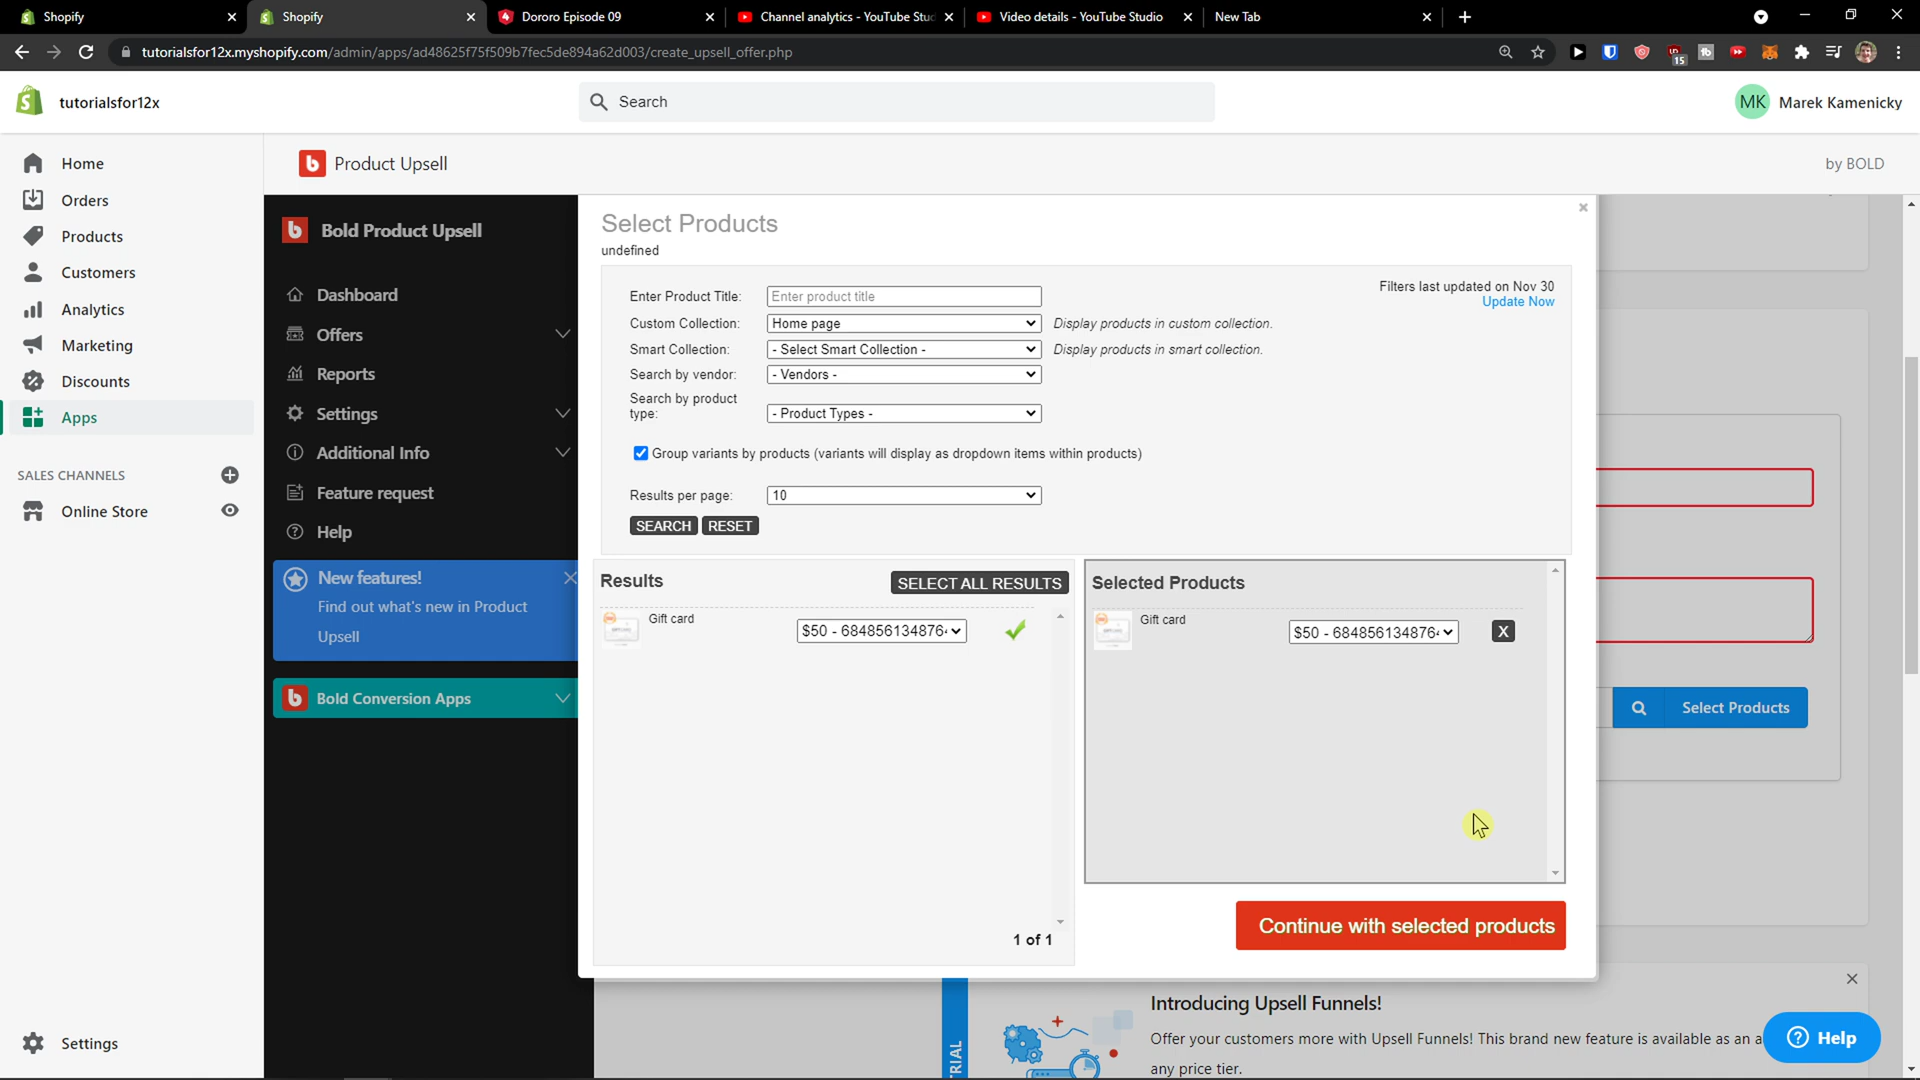 Shopify
Shopify
Dororo Episode 09
Channel analytics - YouTube Stu
Video details - YouTube Studio
New Tab
tutorialsfor12x.myshopify.com/admin/apps/ad48625f75f509b7fec5de894a62d003/create_upsell_offer.php
15
tutorialsfor12x
Search
MK
Marek Kamenicky
Home
Orders
Products
Customers
Analytics
Marketing
Discounts
Apps
SALES CHANNELS
Online Store
Settings
Product Upsell
by BOLD
Bold Product Upsell
Dashboard
Offers
Reports
Settings
Additional Info
Feature request
Help
New features!
Find out what's new in Product
Upsell
Bold Conversion Apps
Select Products
undefined
Filters last updated on Nov 30
Update Now
Enter Product Title: Enter product title
Custom Collection: Home page Display products in custom collection.
Smart Collection: - Select Smart Collection - Display products in smart collection.
Search by vendor: - Vendors -
Search by product
type: - Product Types -
Group variants by products (variants will display as dropdown items within products)
Results per page: 10
SEARCH RESET
Results
SELECT ALL RESULTS
Gift card
$50 - 684856134876
1 of 1
Selected Products
Gift card
$50 - 684856134876
X
Continue with selected products
Select Products
TRIAL
Introducing Upsell Funnels!
Offer your customers more with Upsell Funnels! This brand new feature is available as an a
any price tier.
Help